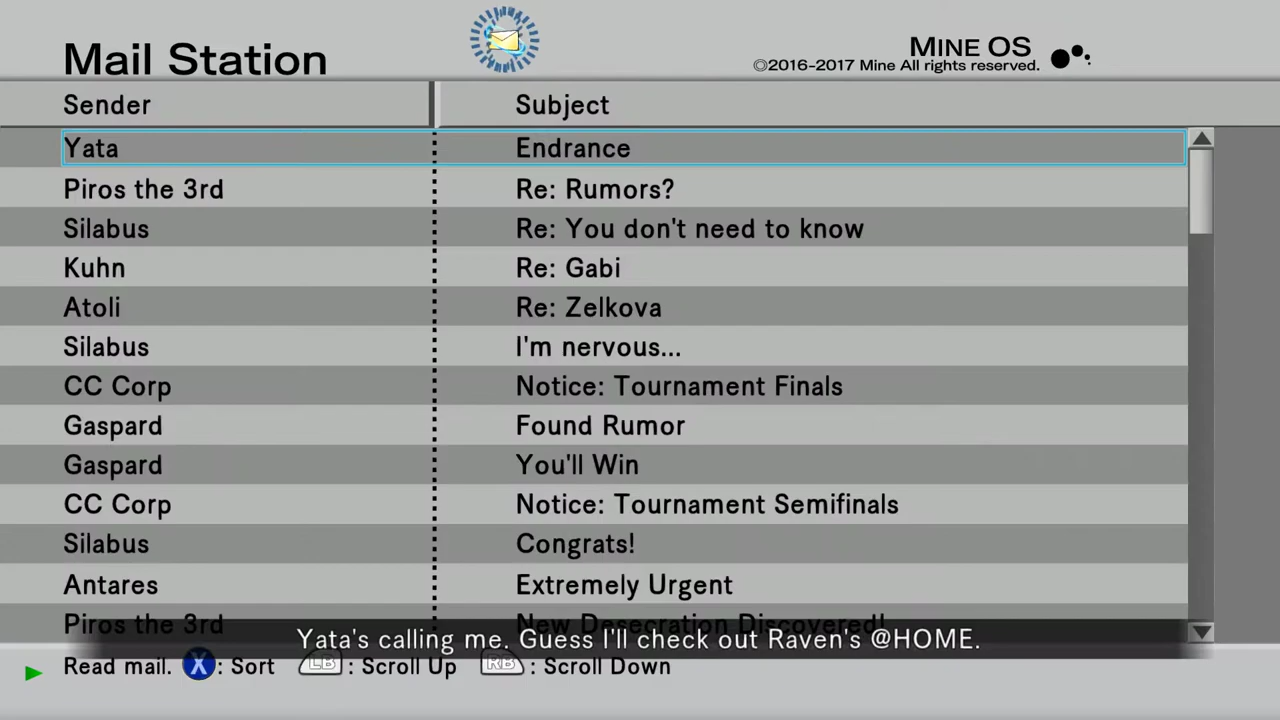 Mail Station
MINE OS
©2016-2017 Mine All rights reserved.
Sender Subject
Yata Endrance
Piros the 3rd Re: Rumors?
Silabus Re: You don't need to know
Kuhn Re: Gabi
Atoli Re: Zelkova
Silabus I'm nervous...
CC Corp Notice: Tournament Finals
Gaspard Found Rumor
Gaspard You'll Win
CC Corp Notice: Tournament Semifinals
Silabus Congrats!
Antares Extremely Urgent
Piros the 3rd New Desecration Discovered!
Yata's calling me. Guess I'll check out Raven's @HOME.
Read mail. X : Sort LB : Scroll Up RB : Scroll Down